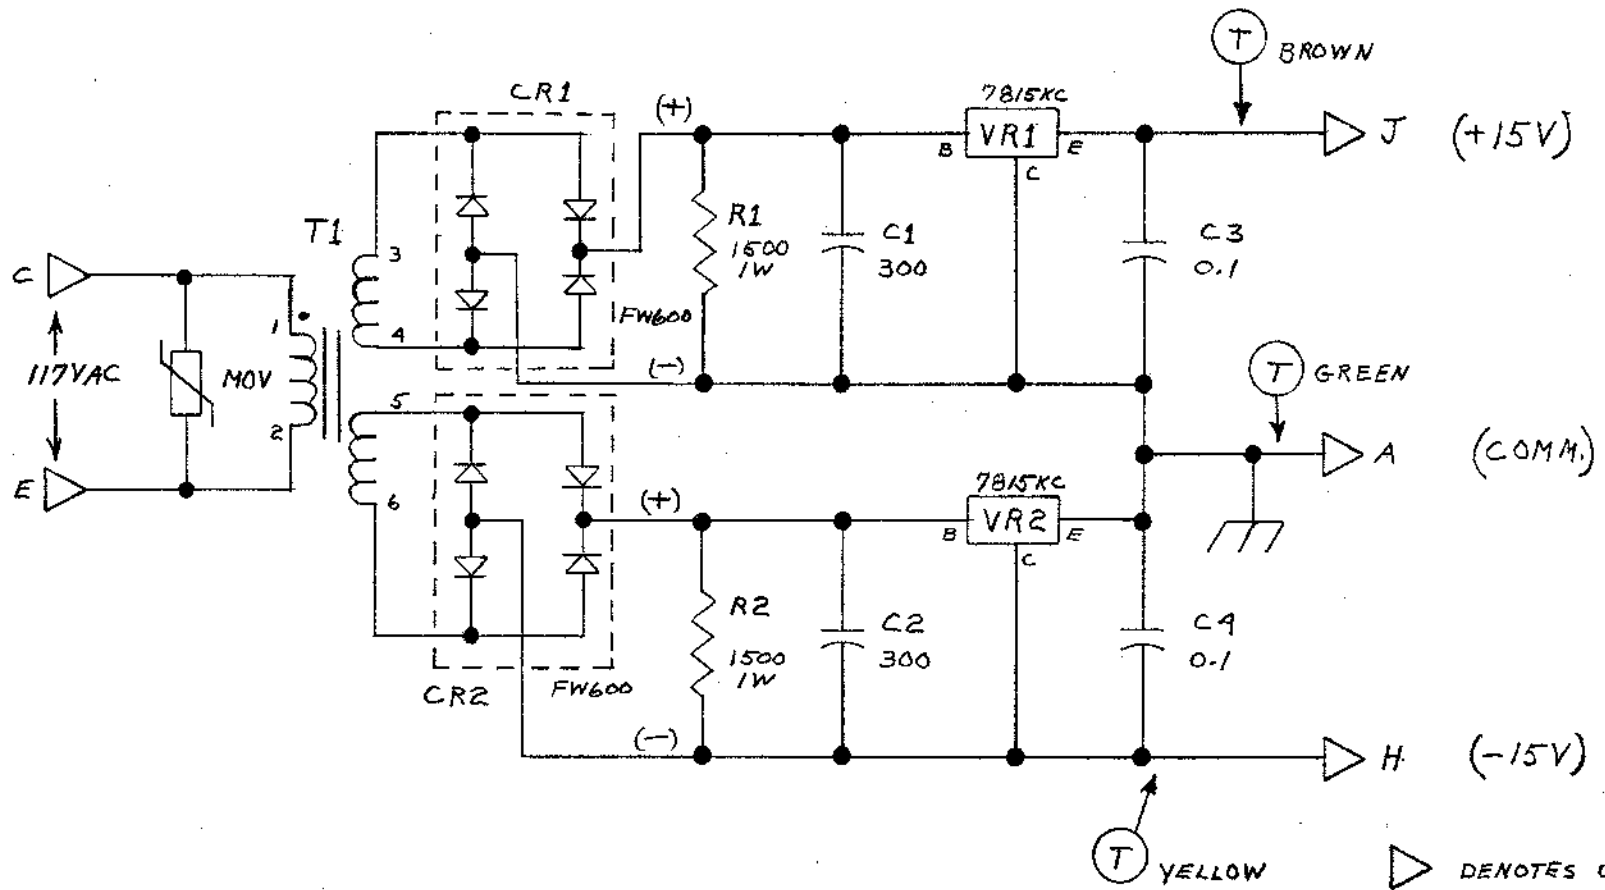 T BROWN
CR1
(+)
7815KC
B VR1 E
C
J (+15V)
T1
R1
1500
1W
C1
300
C3
0.1
C
3
4
1
2
FW600
117VAC
MOV
(-)
T GREEN
5
6
E
A (COMM.)
(+)
7815KC
B VR2 E
C
R2
1500
1W
C2
300
C4
0.1
CR2
FW600
(-)
H (-15V)
T YELLOW
DENOTES